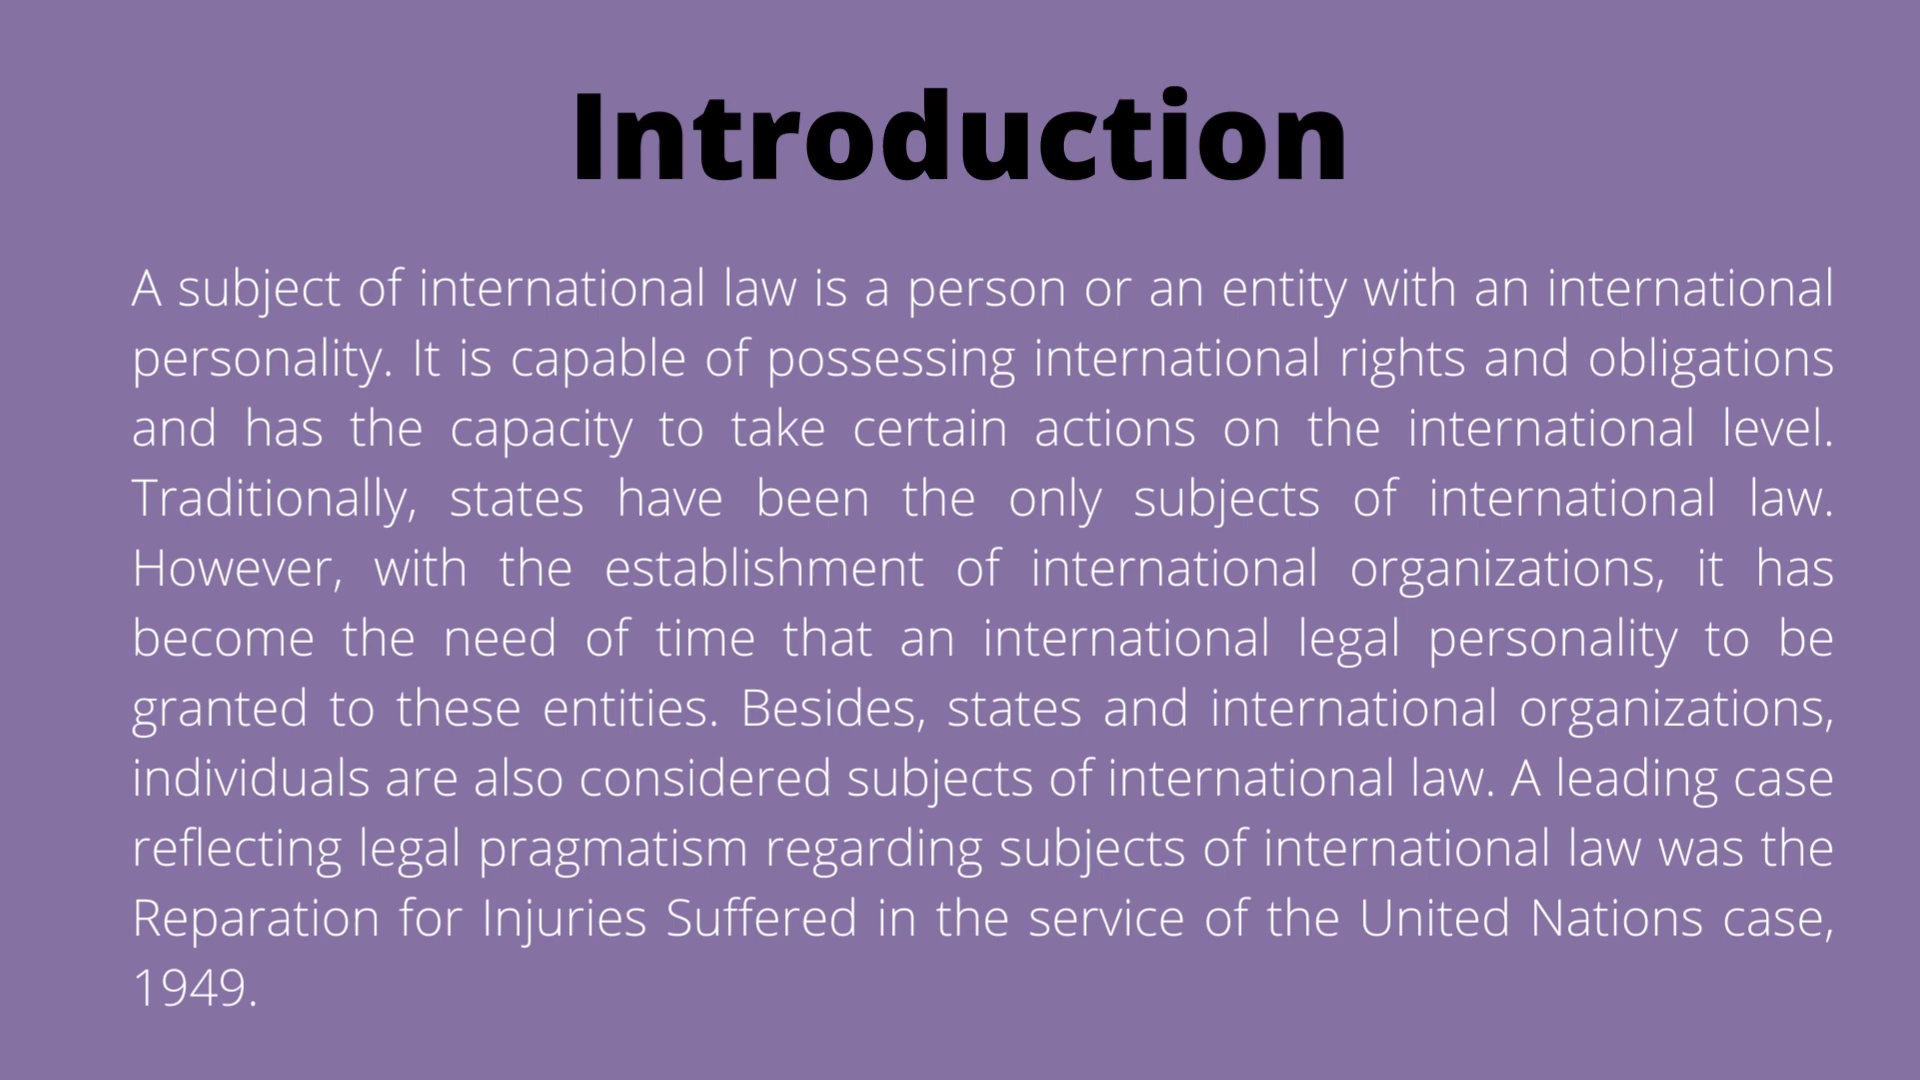 Introduction
A subject of international law is a person or an entity with an international
personality. It is capable of possessing international rights and obligations
and has the capacity to take certain actions on the international level.
Traditionally, states have been the only subjects of international law.
However, with the establishment of international organizations, it has
become the need of time that an international legal personality to be
granted to these entities. Besides, states and international organizations,
individuals are also considered subjects of international law. A leading case
reflecting legal pragmatism regarding subjects of international law was the
Reparation for Injuries Suffered in the service of the United Nations case,
1949.